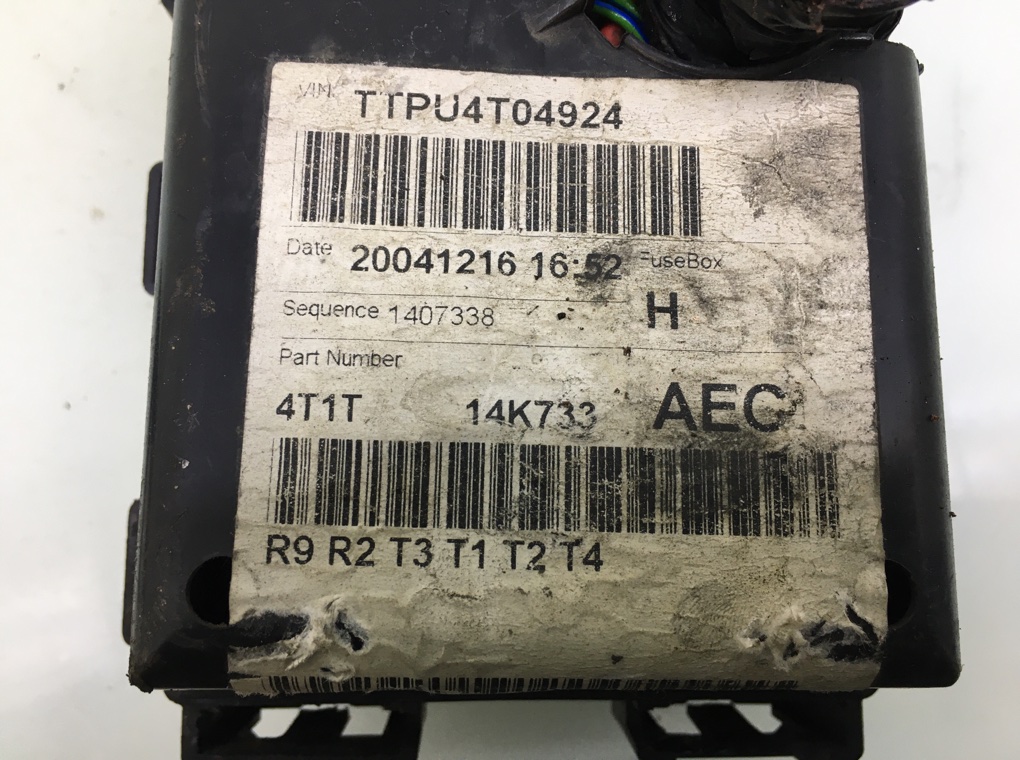 VIN: TTPU4T04924
Date 20041216 16:52 FuseBox
Sequence 1407338 H
Part Number
4T1T 14K733 AEC
R9 R2 T3 T1 T2 T4